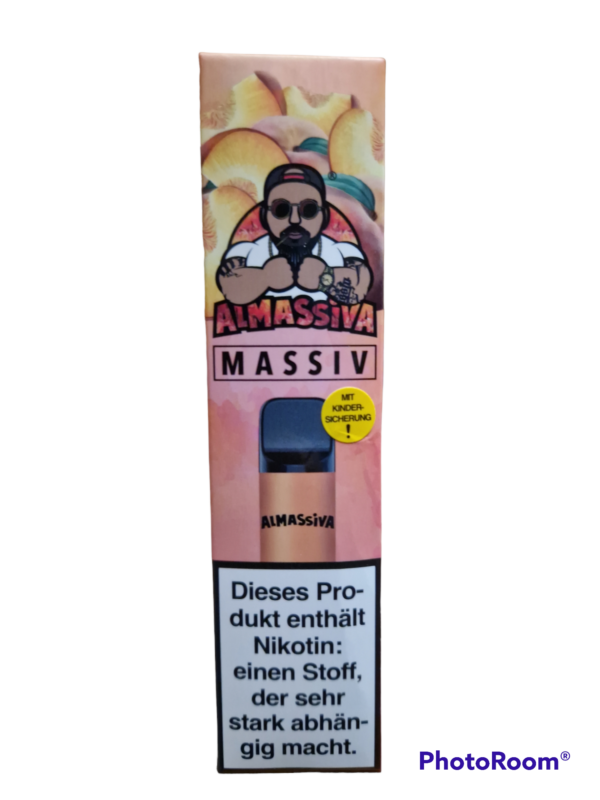 ®
ALMASSIVA
MASSIV
MIT
KINDER-
SICHERUNG
!
ALMASSIVA
Dieses Pro-
dukt enthält
Nikotin:
einen Stoff,
der sehr
stark abhän-
gig macht.
PhotoRoom®